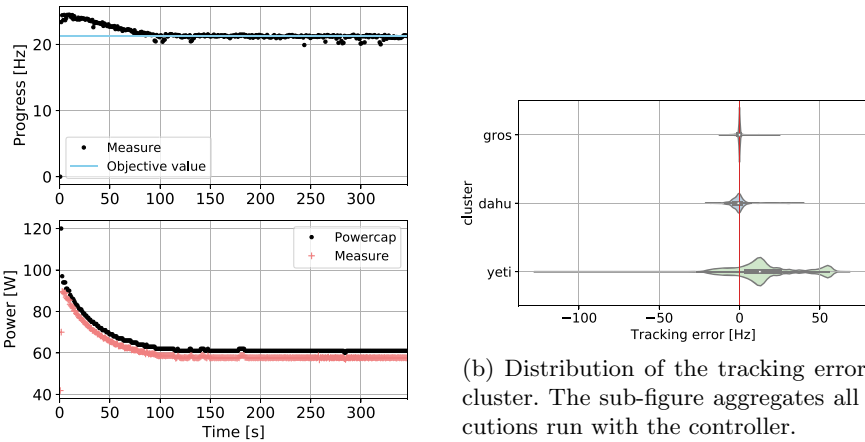 Progress [Hz]
20
10
0
Measure
Objective value
0 50 100 150 200 250 300
120
100
80
60
40
Power [W]
Powercap
Measure
0 50 100 150 200 250 300
Time [s]
cluster
gros
dahu
yeti
−100 −50 0 50
Tracking error [Hz]
(b) Distribution of the tracking error
cluster. The sub-figure aggregates all
cutions run with the controller.